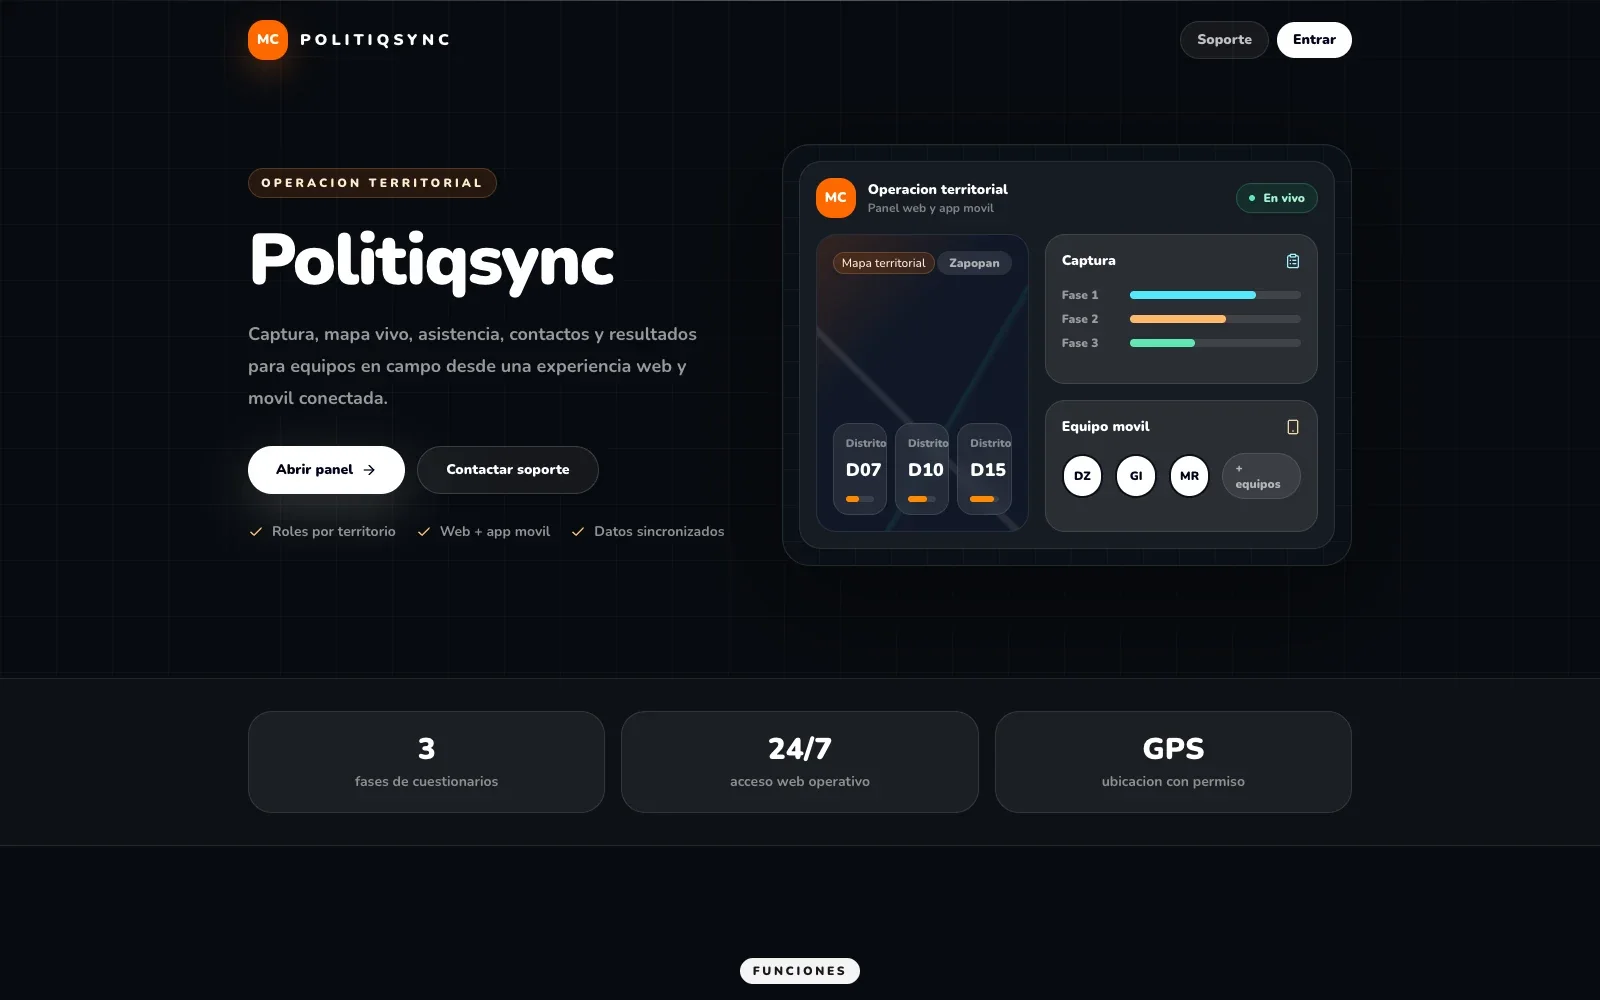 MC POLITIQSYNC
Soporte
Entrar
OPERACION TERRITORIAL
Politiqsync
Captura, mapa vivo, asistencia, contactos y resultados
para equipos en campo desde una experiencia web y
movil conectada.
Abrir panel
Contactar soporte
Roles por territorio
Web + app movil
Datos sincronizados
MC
Operacion territorial
Panel web y app movil
En vivo
Mapa territorial
Zapopan
Distrito
D07
Distrito
D10
Distrito
D15
Captura
Fase 1
Fase 2
Fase 3
Equipo movil
DZ
GI
MR
+
equipos
3
fases de cuestionarios
24/7
acceso web operativo
GPS
ubicacion con permiso
FUNCIONES